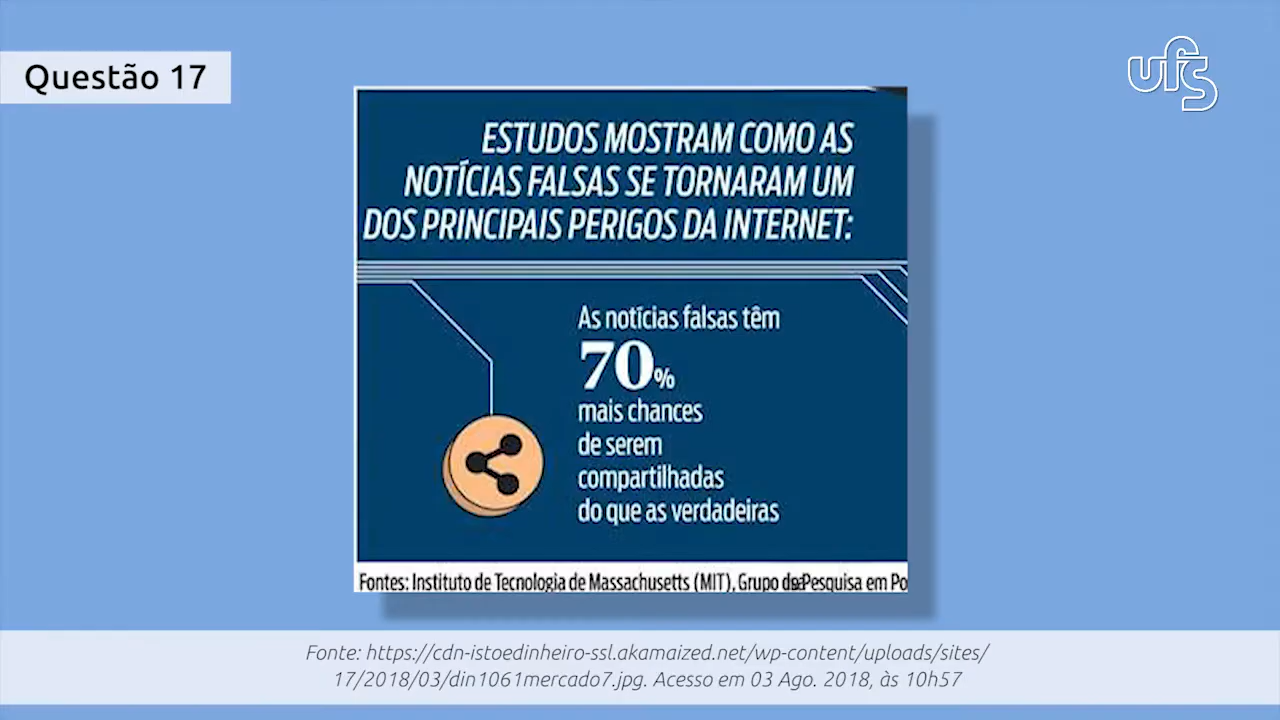 Questão 17
ufs
ESTUDOS MOSTRAM COMO AS
NOTÍCIAS FALSAS SE TORNARAM UM
DOS PRINCIPAIS PERIGOS DA INTERNET:
As notícias falsas têm
70%
mais chances
de serem
compartilhadas
do que as verdadeiras
Fontes: Instituto de Tecnologia de Massachusetts (MIT), Grupo Pesquisa em Po
Fonte: https://cdn-istoedinheiro-ssl.akamaized.net/wp-content/uploads/sites/
17/2018/03/din1061mercado7.jpg. Acesso em 03 Ago. 2018, às 10h57